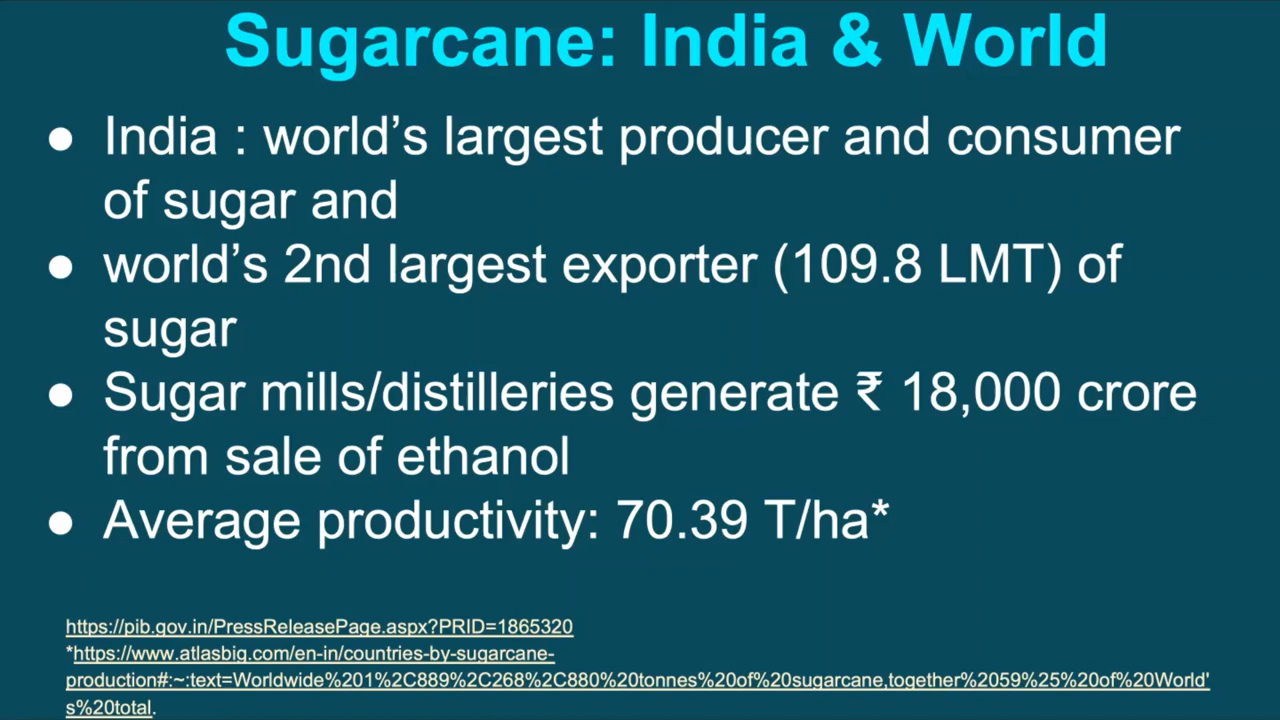 Sugarcane: India & World
● India : world's largest producer and consumer
of sugar and
● world's 2nd largest exporter (109.8 LMT) of
sugar
● Sugar mills/distilleries generate ₹ 18,000 crore
from sale of ethanol
● Average productivity: 70.39 T/ha*
https://pib.gov.in/PressReleasePage.aspx?PRID=1865320
*https://www.atlasbig.com/en-in/countries-by-sugarcane-
production#:~:text=Worldwide%201%2C889%2C268%2C880%20tonnes%20of%20sugarcane,together%2059%25%20of%20World'
s%20total.